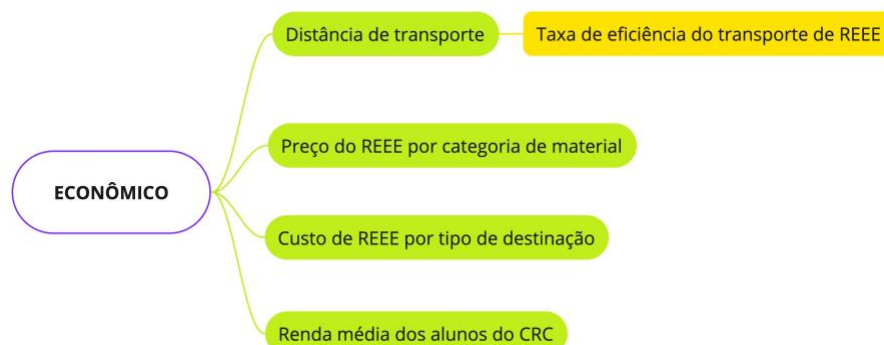 Distância de transporte
Taxa de eficiência do transporte de REEE
Preço do REEE por categoria de material
ECONÔMICO
Custo de REEE por tipo de destinação
Renda média dos alunos do CRC